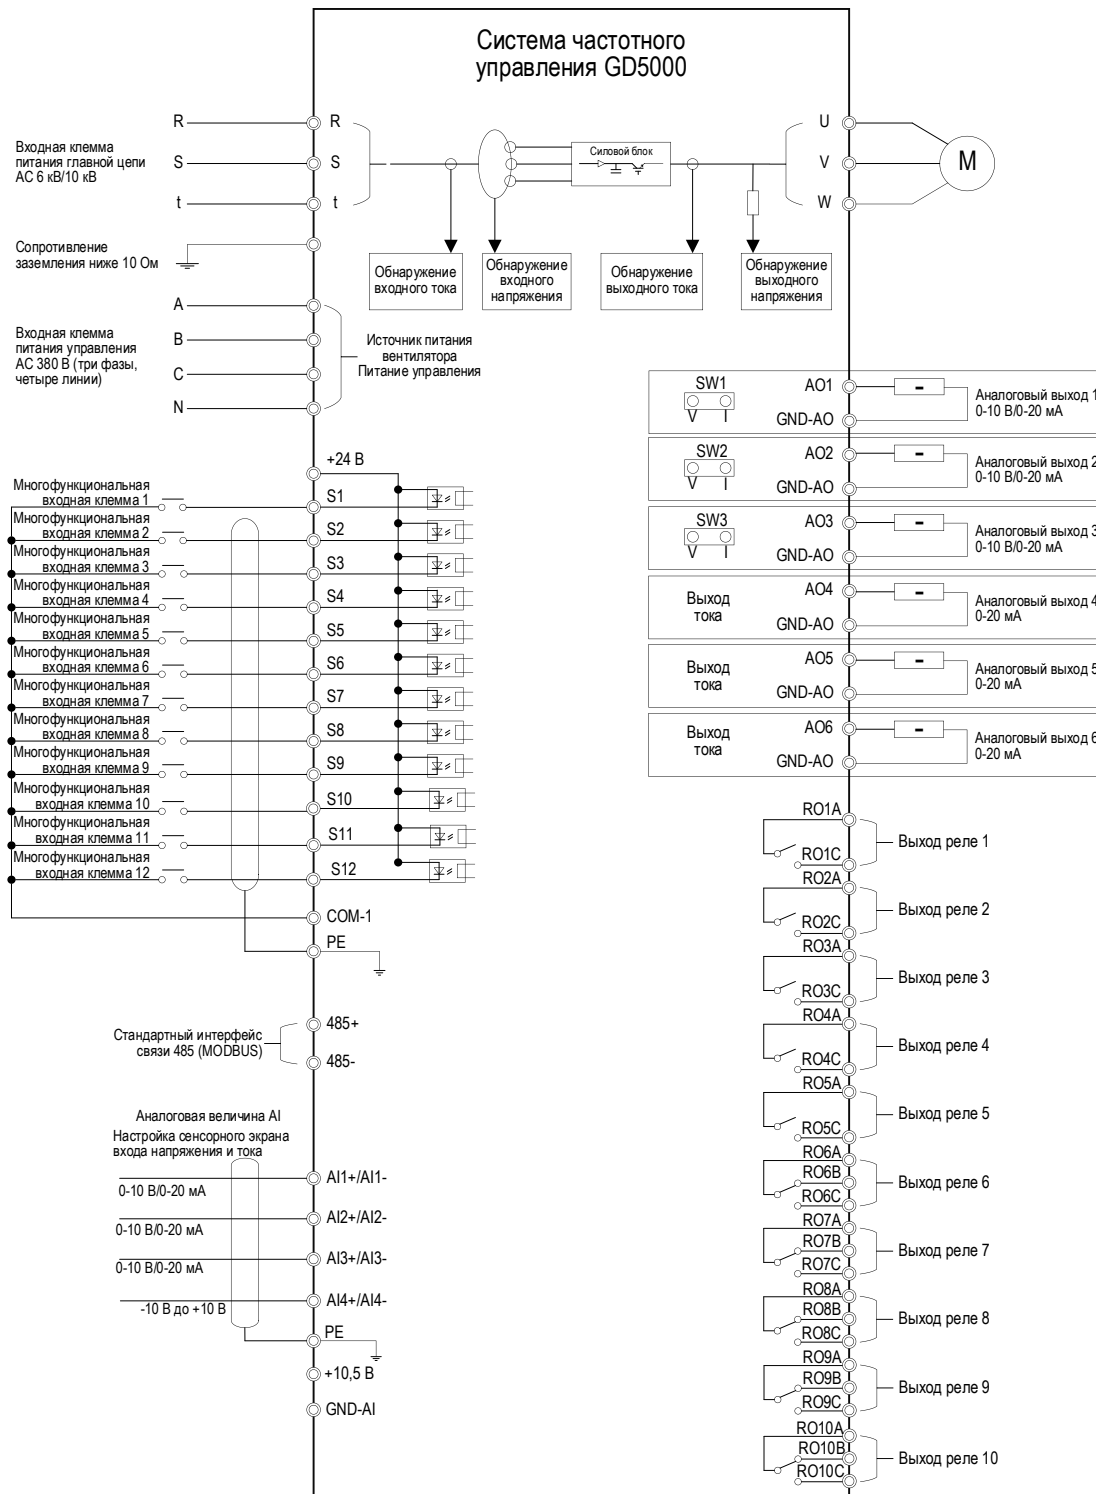 Система частотного
управления GD5000
R
R
U
Входная клемма
питания главной цепи
АС 6 кВ/10 кВ
S
S
V
M
Силовой блок
t
t
W
Сопротивление
заземления ниже 10 Ом
Обнаружение
входного тока
Обнаружение
входного
напряжения
Обнаружение
выходного тока
Обнаружение
выходного
напряжения
A
B
C
N
Входная клемма
питания управления
АС 380 В (три фазы,
четыре линии)
Источник питания
вентилятора
Питание управления
SW1
V I
AO1
GND-AO
Аналоговый выход 1
0-10 В/0-20 мА
SW2
V I
AO2
GND-AO
Аналоговый выход 2
0-10 В/0-20 мА
SW3
V I
AO3
GND-AO
Аналоговый выход 3
0-10 В/0-20 мА
Выход
тока
AO4
GND-AO
Аналоговый выход 4
0-20 мА
Выход
тока
AO5
GND-AO
Аналоговый выход 5
0-20 мА
Выход
тока
AO6
GND-AO
Аналоговый выход 6
0-20 мА
+24 В
Многофункциональная
входная клемма 1
S1
Многофункциональная
входная клемма 2
S2
Многофункциональная
входная клемма 3
S3
Многофункциональная
входная клемма 4
S4
Многофункциональная
входная клемма 5
S5
Многофункциональная
входная клемма 6
S6
Многофункциональная
входная клемма 7
S7
Многофункциональная
входная клемма 8
S8
Многофункциональная
входная клемма 9
S9
Многофункциональная
входная клемма 10
S10
Многофункциональная
входная клемма 11
S11
Многофункциональная
входная клемма 12
S12
COM-1
PE
RO1A
RO1C
Выход реле 1
RO2A
RO2C
Выход реле 2
RO3A
RO3C
Выход реле 3
RO4A
RO4C
Выход реле 4
RO5A
RO5C
Выход реле 5
RO6A
RO6B
RO6C
Выход реле 6
RO7A
RO7B
RO7C
Выход реле 7
RO8A
RO8B
RO8C
Выход реле 8
RO9A
RO9B
RO9C
Выход реле 9
RO10A
RO10B
RO10C
Выход реле 10
Стандартный интерфейс
связи 485 (MODBUS)
485+
485-
Аналоговая величина AI
Настройка сенсорного экрана
входа напряжения и тока
0-10 В/0-20 мА
AI1+/AI1-
0-10 В/0-20 мА
AI2+/AI2-
0-10 В/0-20 мА
AI3+/AI3-
-10 В до +10 В
AI4+/AI4-
PE
+10,5 В
GND-AI